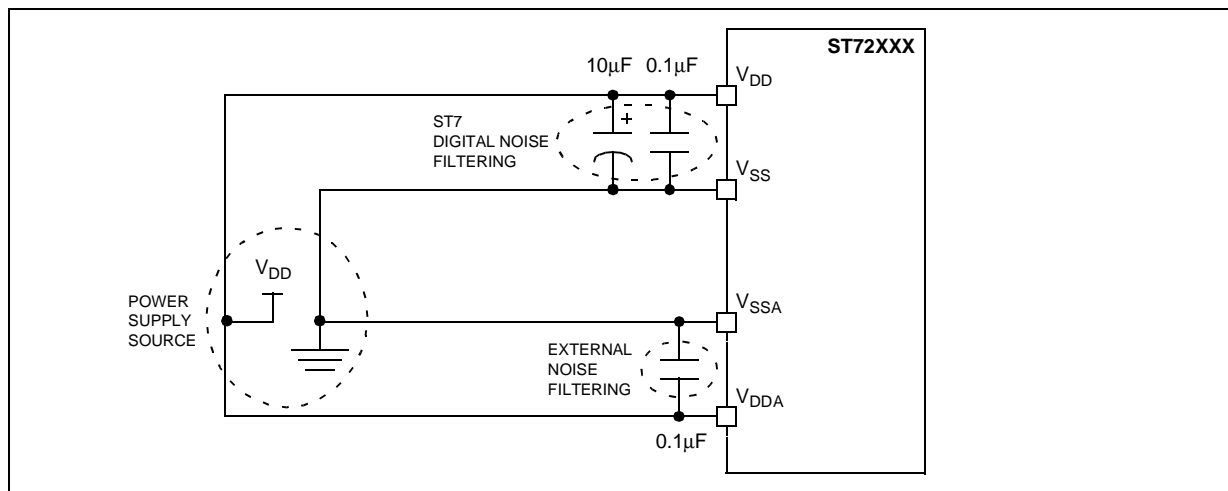 ST72XXX
10μF 0.1μF
VDD
ST7
DIGITAL NOISE
FILTERING
+
VSS
VDD
POWER
SUPPLY
SOURCE
VSSA
EXTERNAL
NOISE
FILTERING
VDDA
0.1μF